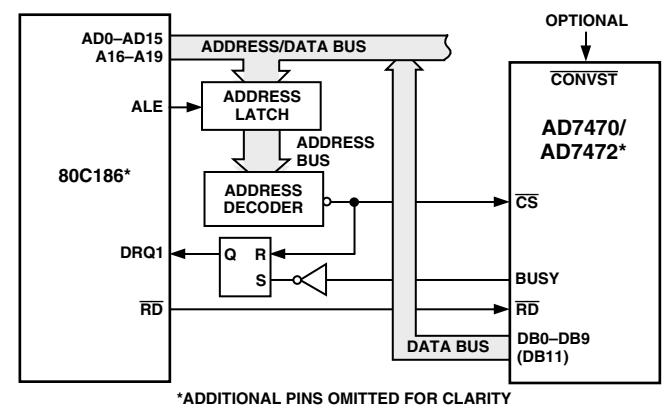 OPTIONAL
AD0–AD15
A16–A19
ADDRESS/DATA BUS
CONVST
ALE
ADDRESS
LATCH
AD7470/
AD7472*
ADDRESS
BUS
80C186*
ADDRESS
DECODER
CS
DRQ1
Q
R
S
BUSY
RD
RD
DATA BUS
DB0–DB9
(DB11)
*ADDITIONAL PINS OMITTED FOR CLARITY